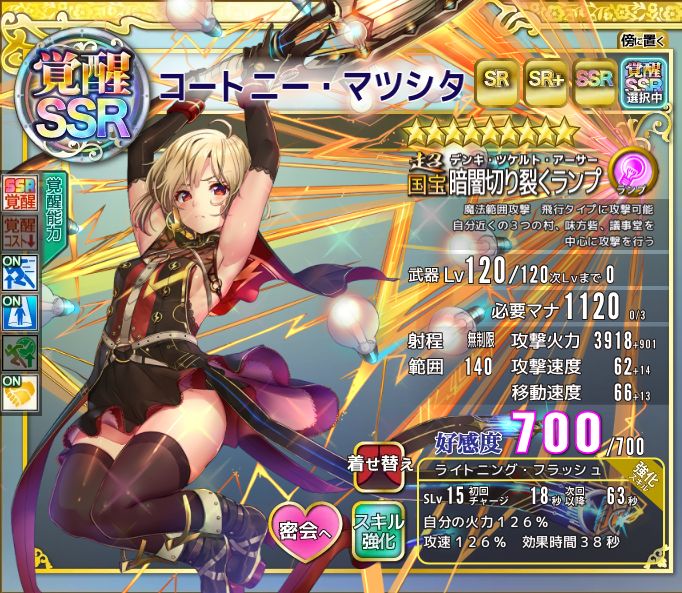 傍に置く
覚醒
SSR
コートニー・マツシタ
SR
SR+
SSR
覚醒
SSR
選択中
SSR
覚醒
覚醒
コスト↓
ON
ON
ON
覚醒能力
デンキ・ツケルト・アーサー
超国宝 暗闇切り裂くランプ
ランプ
魔法範囲攻撃 飛行タイプに攻撃可能
自分近くの3つの村、味方砦、議事堂を
中心に攻撃を行う
武器Lv120/120次Lvまで0
必要マナ1120 0/3
射程 無制限 攻撃火力 3918+901
範囲 140 攻撃速度 62+14
移動速度 66+13
好感度 700/700
着せ替え
密会へ
スキル
強化
ライトニング・フラッシュ
強化
スキル
SLv 15 初回チャージ 18秒 次回以降 63秒
自分の火力126%
攻速126% 効果時間38秒